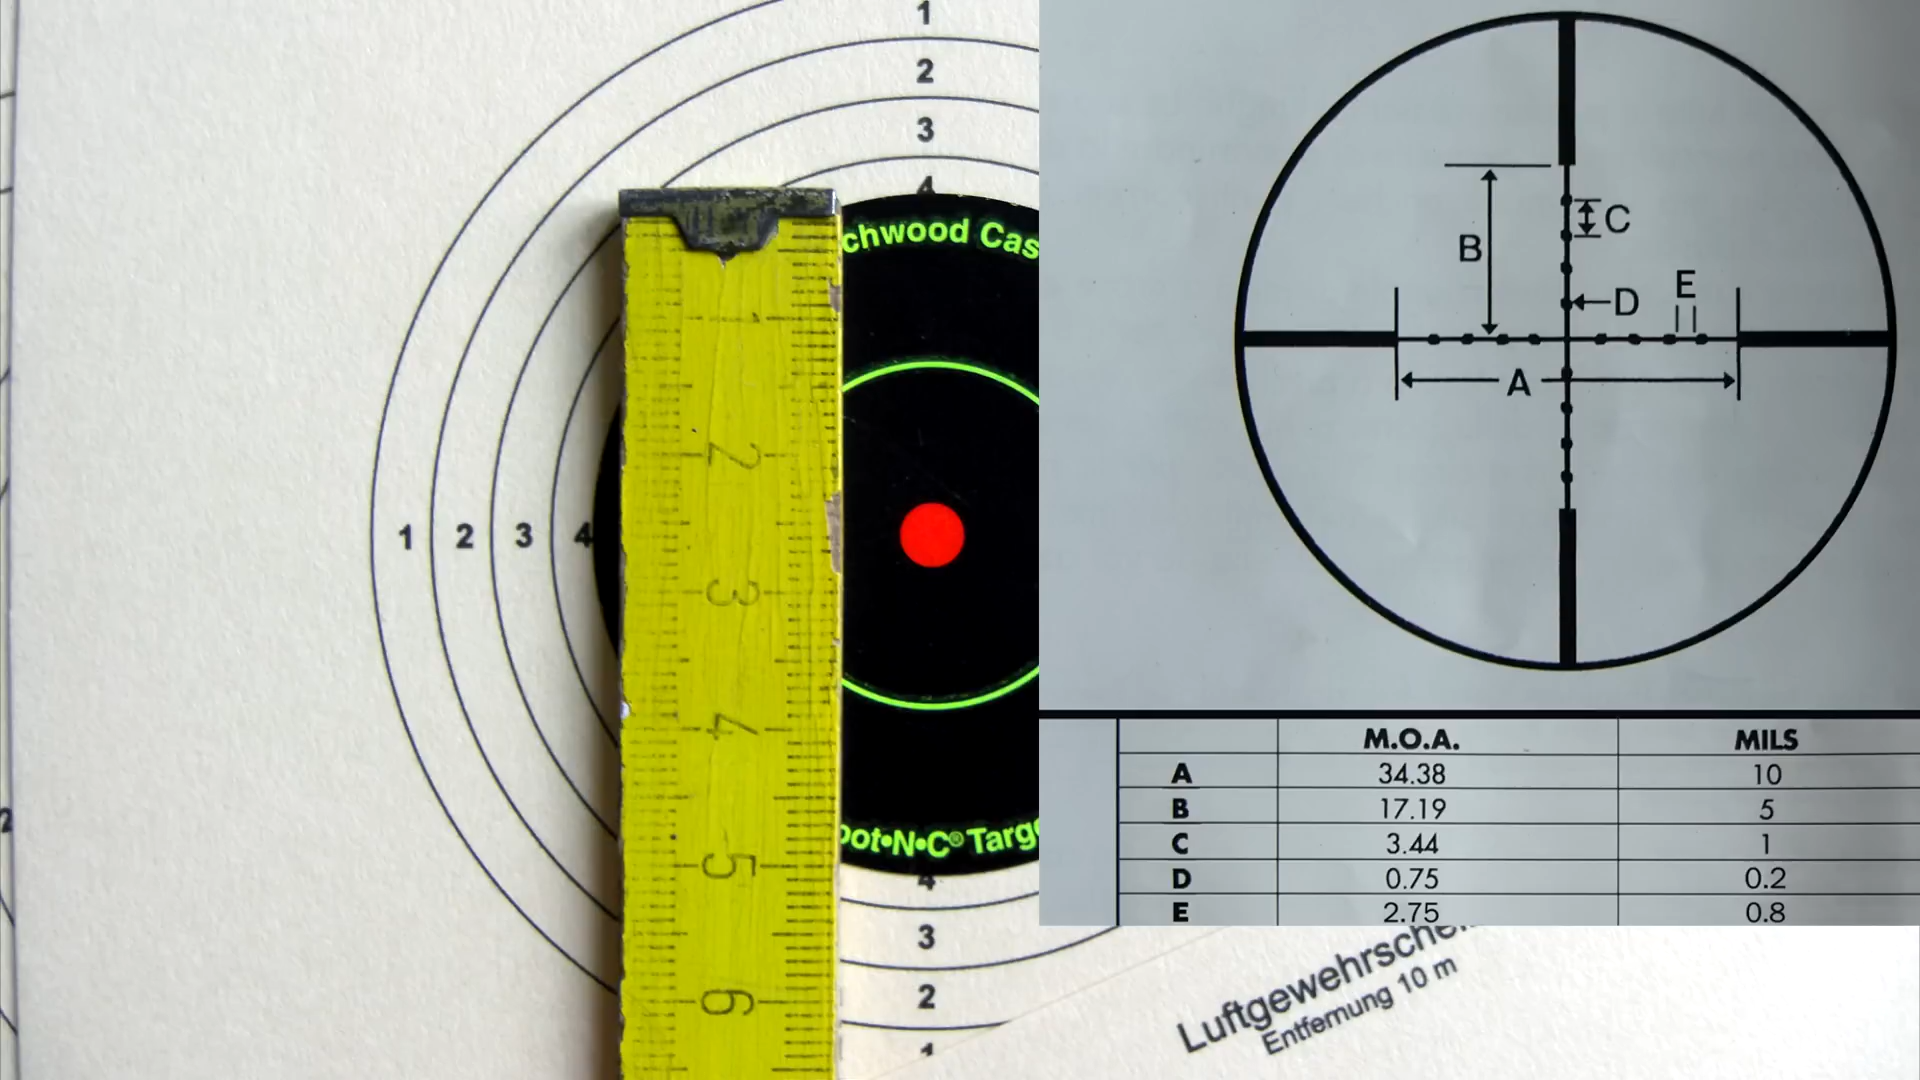 1
2
3
4
chwood Cas
1
2
3
4
5
6
1 2 3 4
oot•N•C® Targ
4
3
2
1
2
Luftgewehrsche
Entfernung 10 m
B
C
D
E
A
M.O.A. MILS
A 34.38 10
B 17.19 5
C 3.44 1
D 0.75 0.2
E 2.75 0.8